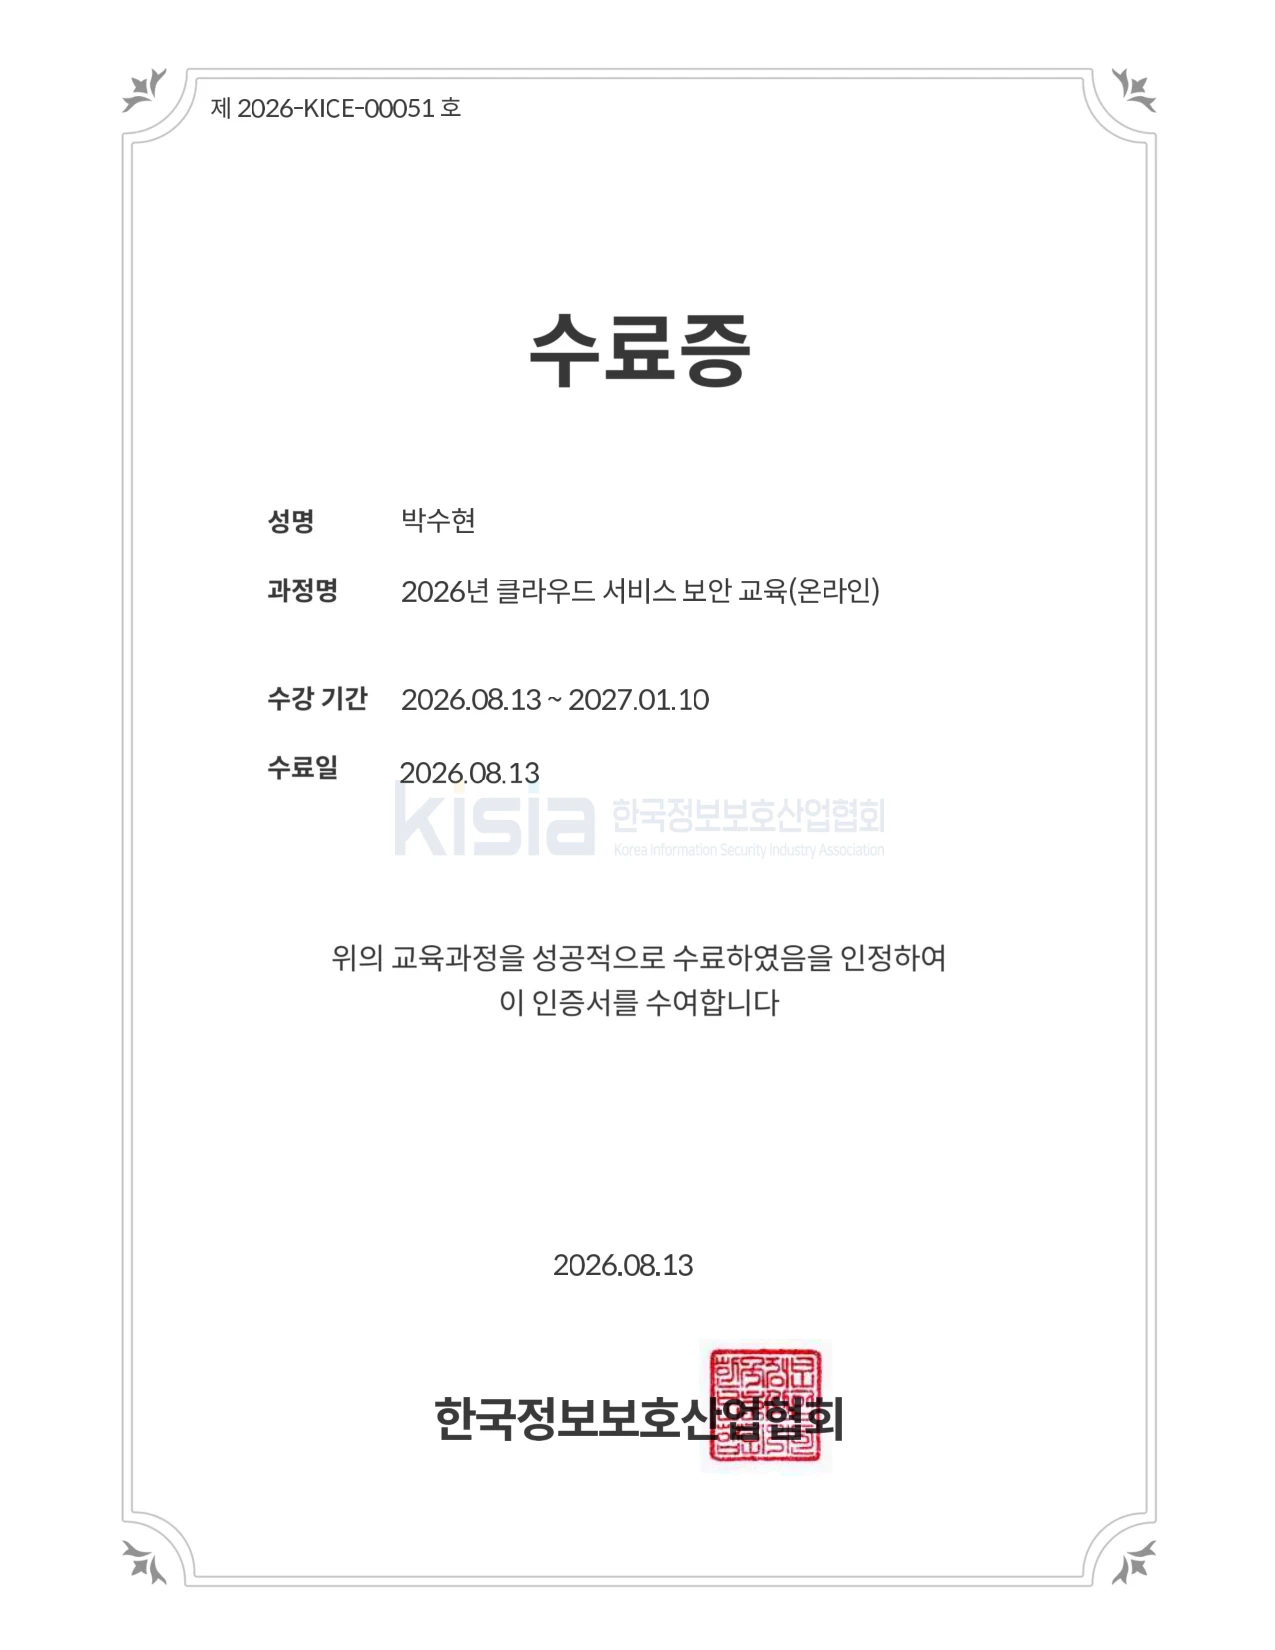 제 2026-KICE-00051 호
수료증
성명 박수현
과정명 2026년 클라우드 서비스 보안 교육(온라인)
수강 기간 2026.08.13 ~ 2027.01.10
수료일 2026.08.13
kisia 한국정보보호산업협회
Korea Information Security Industry Association
위의 교육과정을 성공적으로 수료하였음을 인정하여
이 인증서를 수여합니다
2026.08.13
한국정보보호산업협회